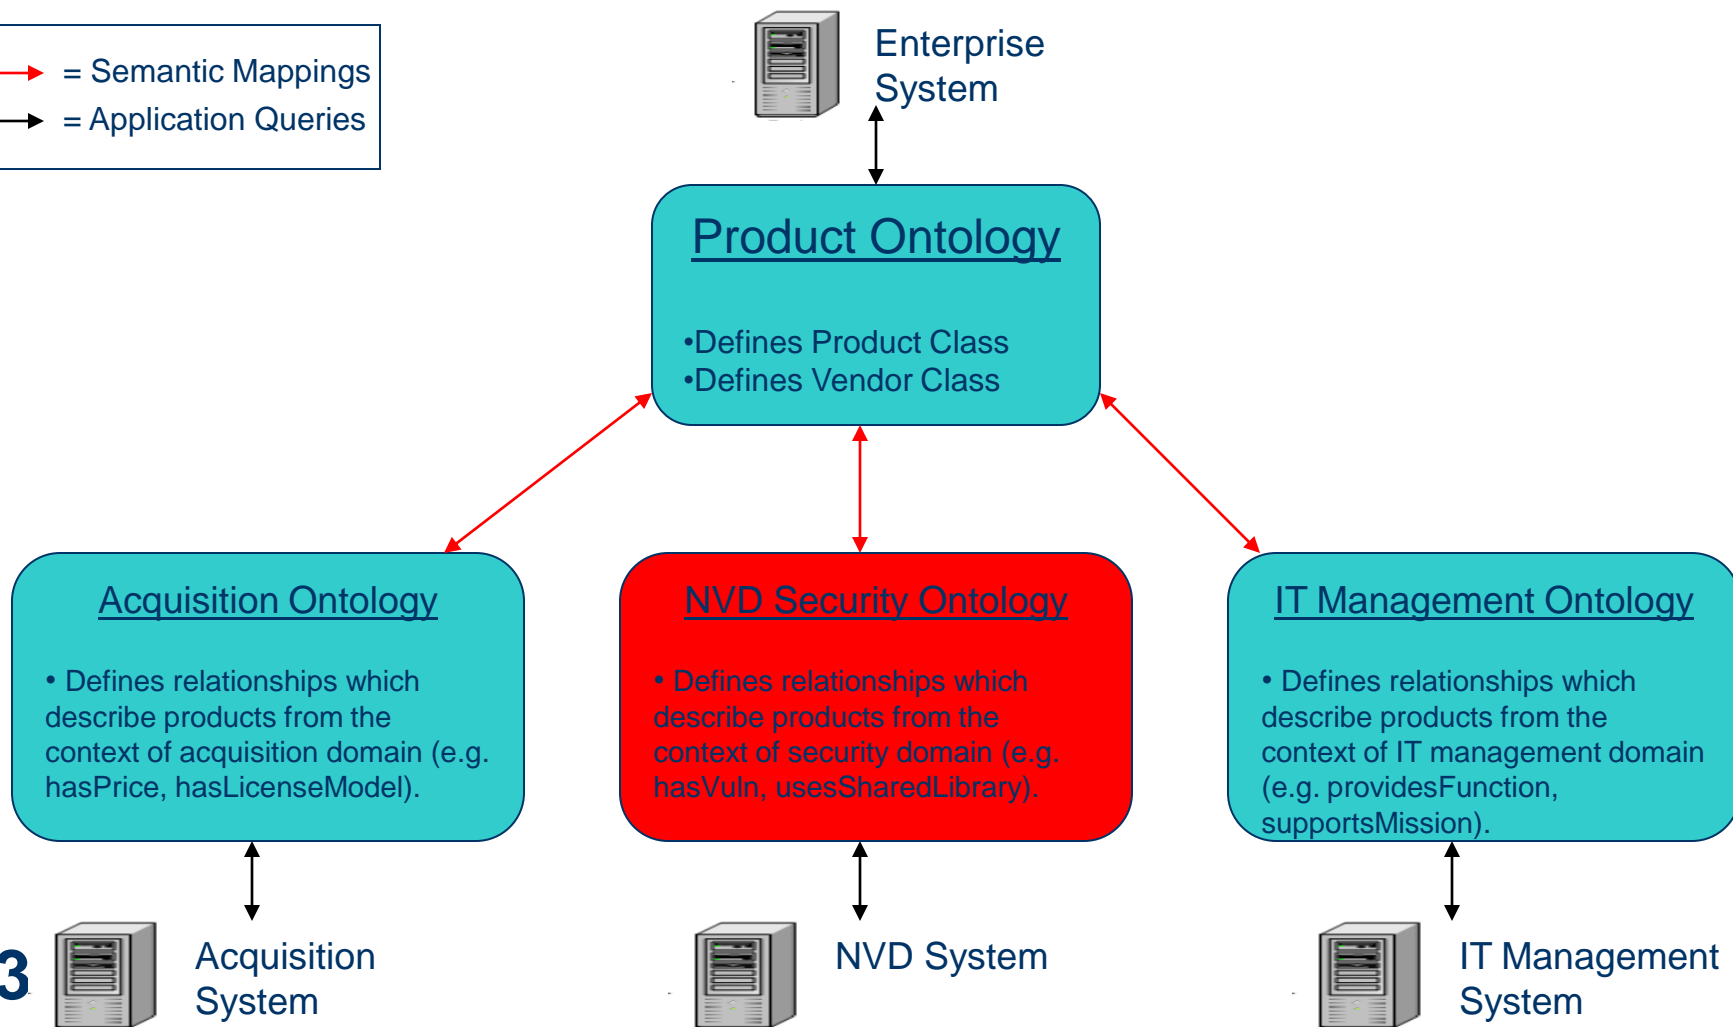 = Semantic Mappings
= Application Queries
Enterprise
System
Product Ontology
•Defines Product Class
•Defines Vendor Class
Acquisition Ontology
• Defines relationships which
describe products from the
context of acquisition domain (e.g.
hasPrice, hasLicenseModel).
NVD Security Ontology
• Defines relationships which
describe products from the
context of security domain (e.g.
hasVuln, usesSharedLibrary).
IT Management Ontology
• Defines relationships which
describe products from the
context of IT management domain
(e.g. providesFunction,
supportsMission).
3
Acquisition
System
NVD System
IT Management
System